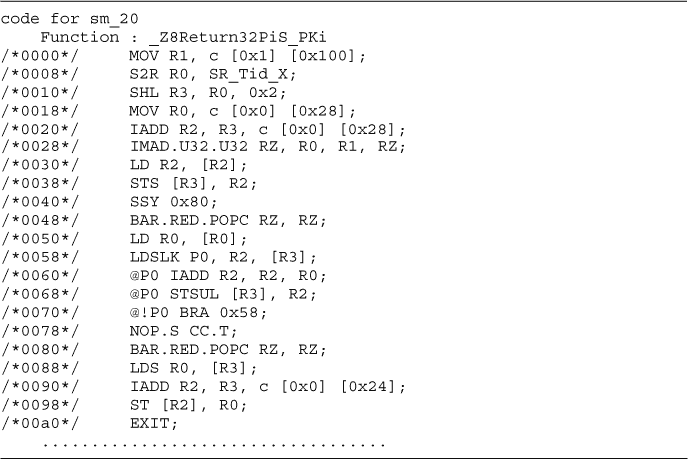 code for sm_20
Function : _Z8Return32PiS_PKi
/*0000*/ MOV R1, c [0x1] [0x100];
/*0008*/ S2R R0, SR_Tid_X;
/*0010*/ SHL R3, R0, 0x2;
/*0018*/ MOV R0, c [0x0] [0x28];
/*0020*/ IADD R2, R3, c [0x0] [0x28];
/*0028*/ IMAD.U32.U32 RZ, R0, R1, RZ;
/*0030*/ LD R2, [R2];
/*0038*/ STS [R3], R2;
/*0040*/ SSY 0x80;
/*0048*/ BAR.RED.POPC RZ, RZ;
/*0050*/ LD R0, [R0];
/*0058*/ LDSLK P0, R2, [R3];
/*0060*/ @P0 IADD R2, R2, R0;
/*0068*/ @P0 STSUL [R3], R2;
/*0070*/ @!P0 BRA 0x58;
/*0078*/ NOP.S CC.T;
/*0080*/ BAR.RED.POPC RZ, RZ;
/*0088*/ LDS R0, [R3];
/*0090*/ IADD R2, R3, c [0x0] [0x24];
/*0098*/ ST [R2], R0;
/*00a0*/ EXIT;
...................................